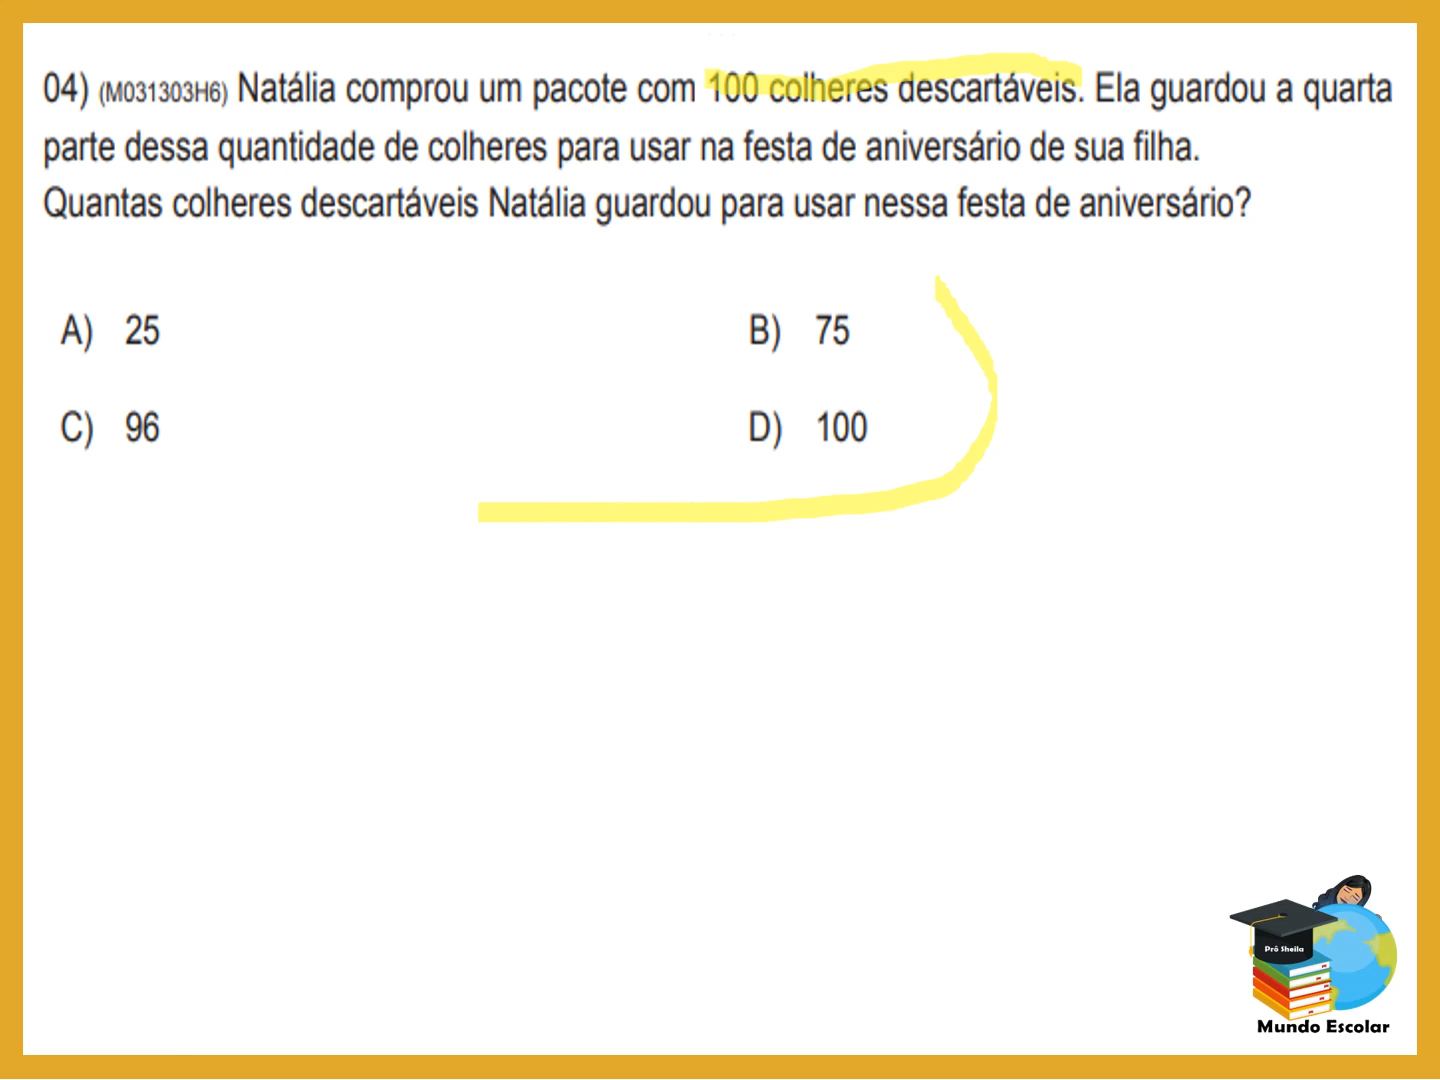 04) (M031303H6) Natália comprou um pacote com 100 colheres descartáveis. Ela guardou a quarta
parte dessa quantidade de colheres para usar na festa de aniversário de sua filha.
Quantas colheres descartáveis Natália guardou para usar nessa festa de aniversário?
A) 25 B) 75
C) 96 D) 100
Prô Sheila
Mundo Escolar